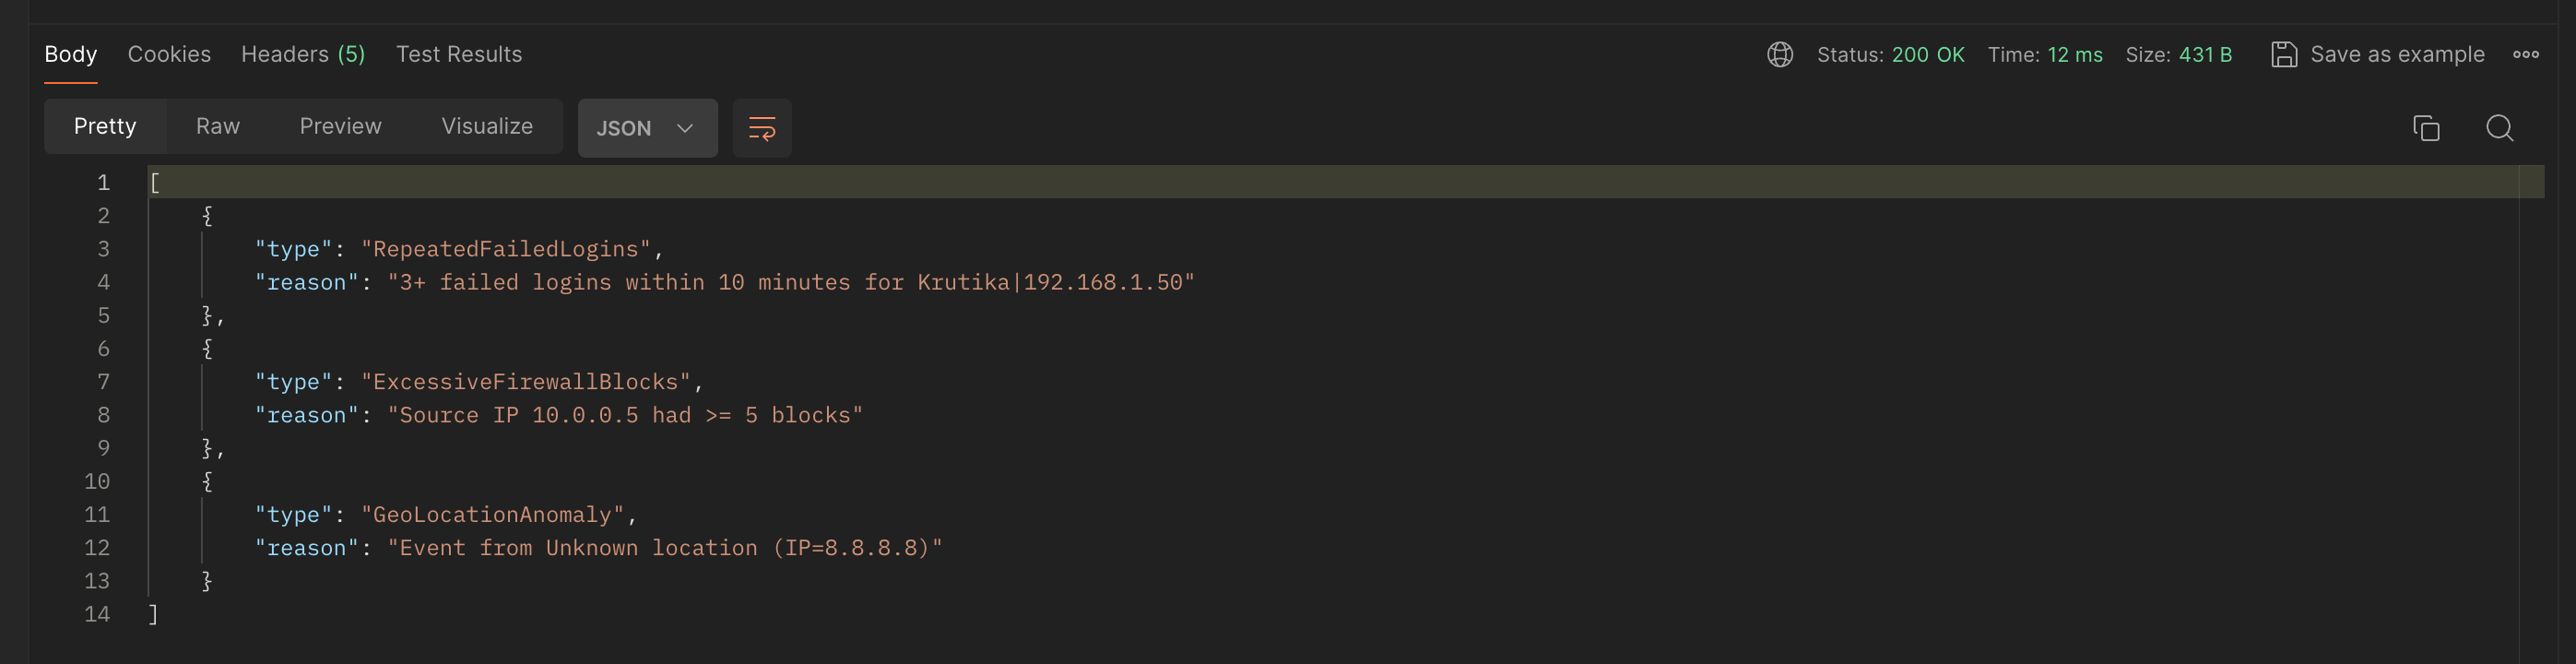 Body Cookies Headers (5) Test Results Status: 200 OK Time: 12 ms Size: 431 B Save as example
Pretty Raw Preview Visualize JSON
1 [
2 {
3 "type": "RepeatedFailedLogins",
4 "reason": "3+ failed logins within 10 minutes for Krutika|192.168.1.50"
5 },
6 {
7 "type": "ExcessiveFirewallBlocks",
8 "reason": "Source IP 10.0.0.5 had >= 5 blocks"
9 },
10 {
11 "type": "GeoLocationAnomaly",
12 "reason": "Event from Unknown location (IP=8.8.8.8)"
13 }
14 ]